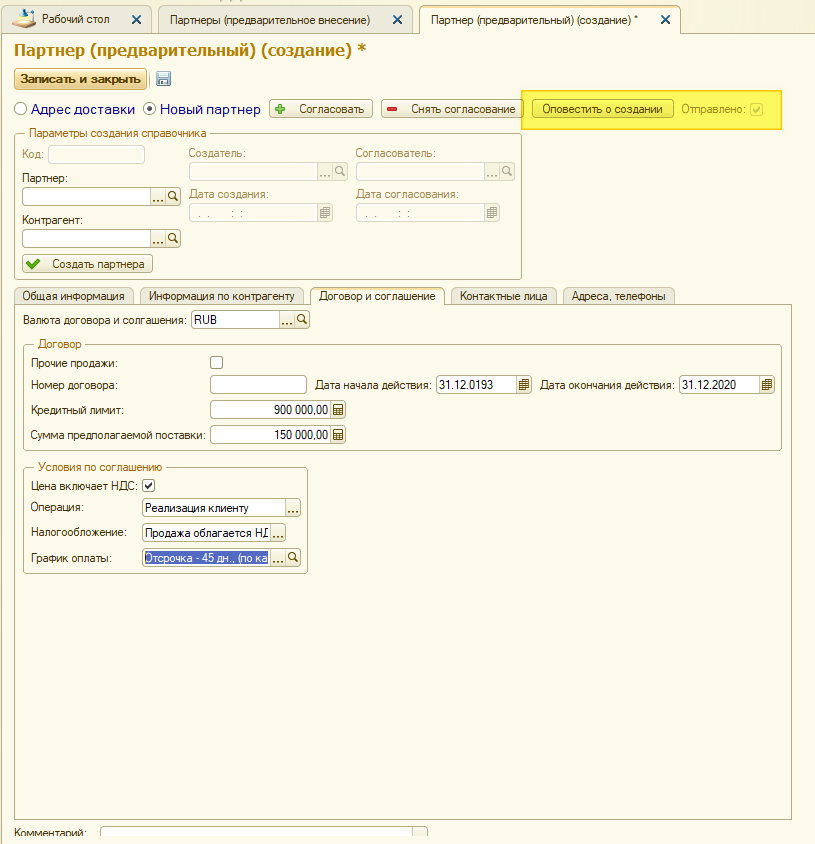 Рабочий стол
Партнеры (предварительное внесение)
Партнер (предварительный) (создание) *
Партнер (предварительный) (создание) *
Записать и закрыть
Адрес доставки Новый партнер Согласовать Снять согласование Оповестить о создании Отправлено:
Параметры создания справочника
Код: Создатель: Согласователь:
Партнер: Дата создания: Дата согласования:
. . : : . . : :
Контрагент:
Создать партнера
Общая информация Информация по контрагенту Договор и соглашение Контактные лица Адреса, телефоны
Валюта договора и солгашения: RUB
Договор
Прочие продажи:
Номер договора: Дата начала действия: 31.12.0193 Дата окончания действия: 31.12.2020
Кредитный лимит: 900 000,00
Сумма предполагаемой поставки: 150 000,00
Условия по соглашению
Цена включает НДС:
Операция: Реализация клиенту
Налогообложение: Продажа облагается НД
График оплаты: Отсрочка - 45 дн., (по ка
Комментарий: